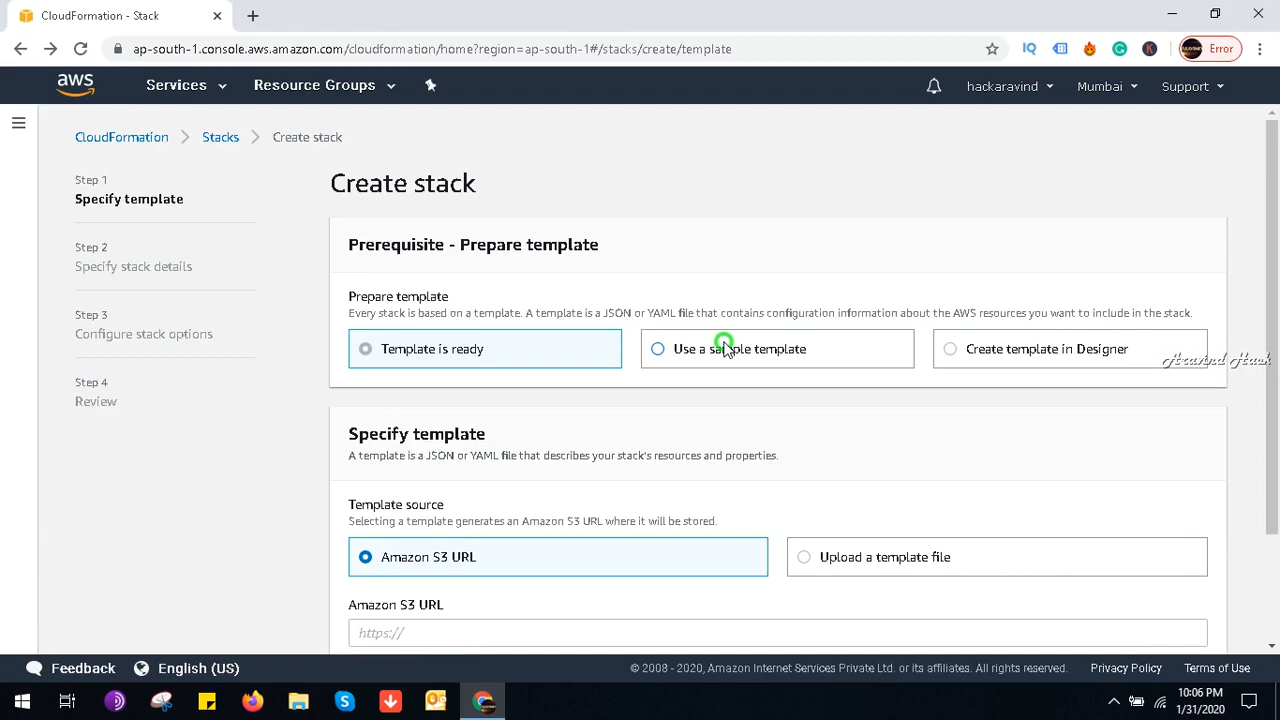 CloudFormation - Stack
ap-south-1.console.aws.amazon.com/cloudformation/home?region=ap-south-1#/stacks/create/template
IQ
K
Error
aws
Services
Resource Groups
hackaravind
Mumbai
Support
CloudFormation
Stacks
Create stack
Step 1
Specify template
Step 2
Specify stack details
Step 3
Configure stack options
Step 4
Review
Create stack
Prerequisite - Prepare template
Prepare template
Every stack is based on a template. A template is a JSON or YAML file that contains configuration information about the AWS resources you want to include in the stack.
Template is ready
Use a sample template
Create template in Designer
Aravind Hack
Specify template
A template is a JSON or YAML file that describes your stack's resources and properties.
Template source
Selecting a template generates an Amazon S3 URL where it will be stored.
Amazon S3 URL
Upload a template file
Amazon S3 URL
https://
Feedback
English (US)
© 2008 - 2020, Amazon Internet Services Private Ltd. or its affiliates. All rights reserved.
Privacy Policy
Terms of Use
10:06 PM
1/31/2020